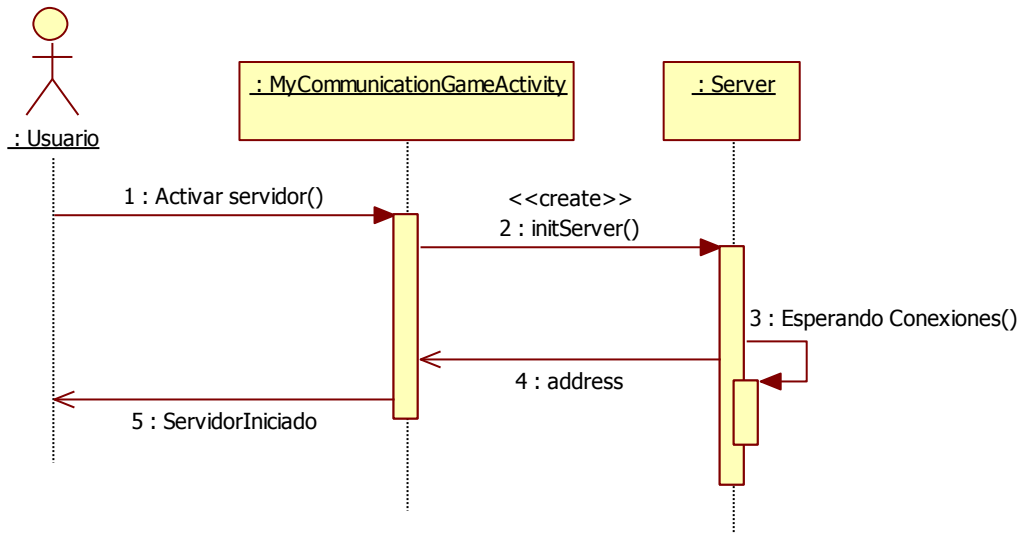 : Usuario
: MyCommunicationGameActivity
: Server
1 : Activar servidor()
<<create>>
2 : initServer()
3 : Esperando Conexiones()
4 : address
5 : ServidorIniciado